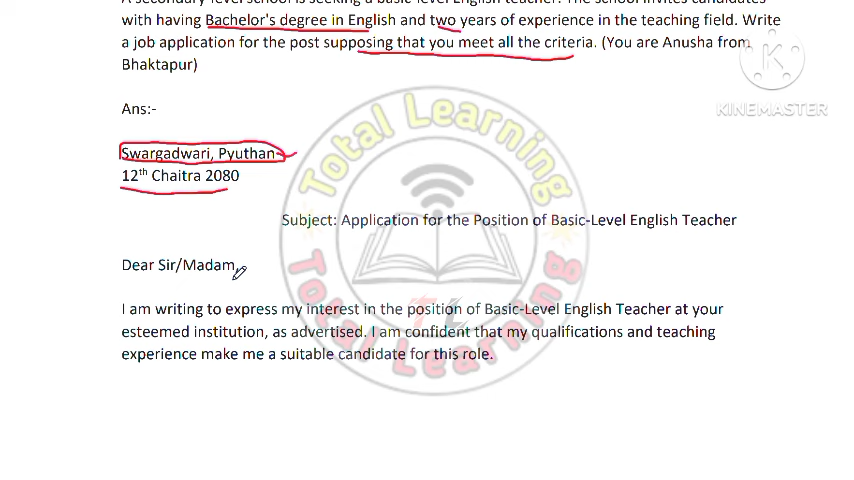 A secondary level school is seeking a basic-level English teacher. The school invites candidates
with having Bachelor's degree in English and two years of experience in the teaching field. Write
a job application for the post supposing that you meet all the criteria. (You are Anusha from
Bhaktapur)
KINEMASTER
Ans:-
Swargadwari, Pyuthan
12th Chaitra 2080
Subject: Application for the Position of Basic-Level English Teacher
Dear Sir/Madam,
I am writing to express my interest in the position of Basic-Level English Teacher at your
esteemed institution, as advertised. I am confident that my qualifications and teaching
experience make me a suitable candidate for this role.
Total Learning
TL
Total Learning